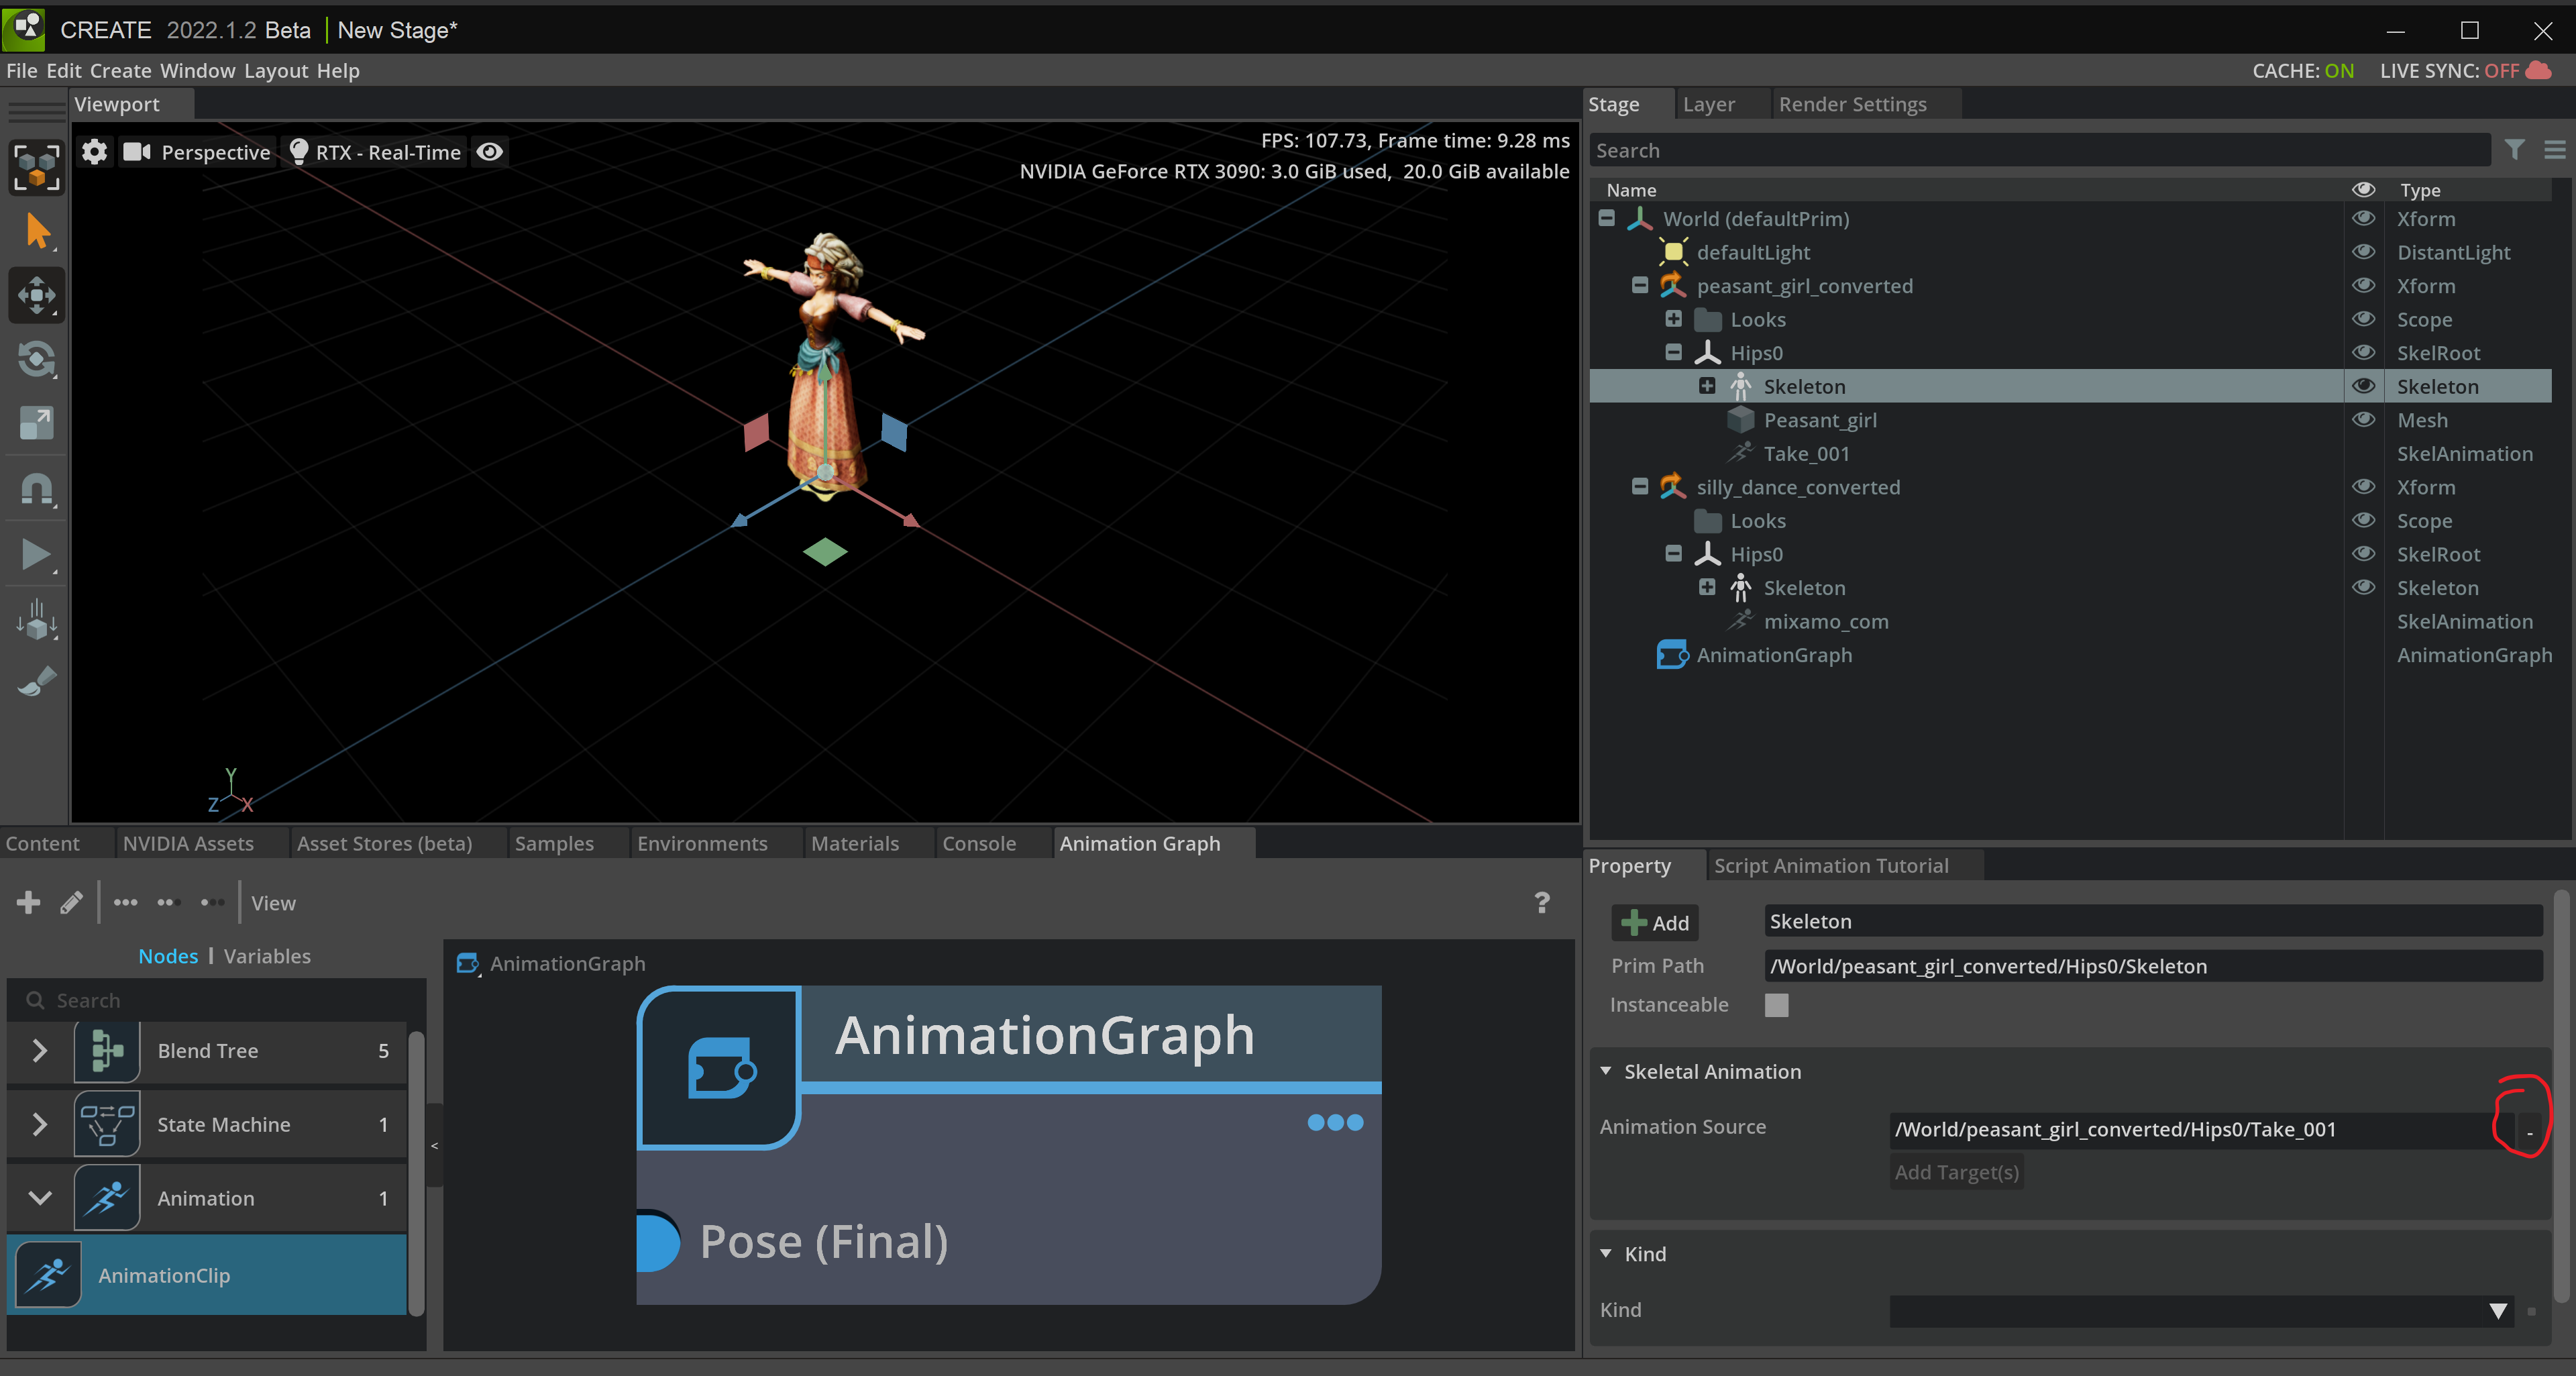 CREATE 2022.1.2 Beta | New Stage*
File Edit Create Window Layout Help
CACHE: ON LIVE SYNC: OFF
Viewport
Perspective RTX - Real-Time
FPS: 107.73, Frame time: 9.28 ms
NVIDIA GeForce RTX 3090: 3.0 GiB used, 20.0 GiB available
Y
Z X
Stage Layer Render Settings
Search
Name Type
World (defaultPrim) Xform
defaultLight DistantLight
peasant_girl_converted Xform
Looks Scope
Hips0 SkelRoot
Skeleton Skeleton
Peasant_girl Mesh
Take_001 SkelAnimation
silly_dance_converted Xform
Looks Scope
Hips0 SkelRoot
Skeleton Skeleton
mixamo_com SkelAnimation
AnimationGraph AnimationGraph
Content NVIDIA Assets Asset Stores (beta) Samples Environments Materials Console Animation Graph
View ?
Nodes | Variables
Search
Blend Tree 5
State Machine 1
Animation 1
AnimationClip
<
AnimationGraph
AnimationGraph
Pose (Final)
Property Script Animation Tutorial
Add Skeleton
Prim Path /World/peasant_girl_converted/Hips0/Skeleton
Instanceable
Skeletal Animation
Animation Source /World/peasant_girl_converted/Hips0/Take_001 -
Add Target(s)
Kind
Kind